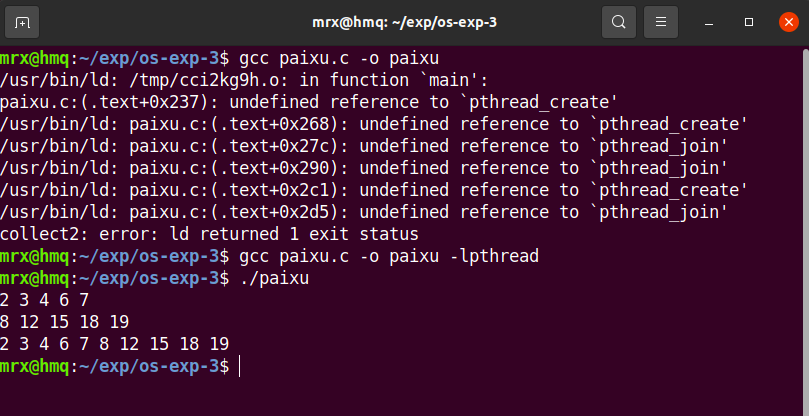 mrx@hmq: ~/exp/os-exp-3
mrx@hmq:~/exp/os-exp-3$ gcc paixu.c -o paixu
/usr/bin/ld: /tmp/cci2kg9h.o: in function `main':
paixu.c:(.text+0x237): undefined reference to `pthread_create'
/usr/bin/ld: paixu.c:(.text+0x268): undefined reference to `pthread_create'
/usr/bin/ld: paixu.c:(.text+0x27c): undefined reference to `pthread_join'
/usr/bin/ld: paixu.c:(.text+0x290): undefined reference to `pthread_join'
/usr/bin/ld: paixu.c:(.text+0x2c1): undefined reference to `pthread_create'
/usr/bin/ld: paixu.c:(.text+0x2d5): undefined reference to `pthread_join'
collect2: error: ld returned 1 exit status
mrx@hmq:~/exp/os-exp-3$ gcc paixu.c -o paixu -lpthread
mrx@hmq:~/exp/os-exp-3$ ./paixu
2 3 4 6 7
8 12 15 18 19
2 3 4 6 7 8 12 15 18 19
mrx@hmq:~/exp/os-exp-3$